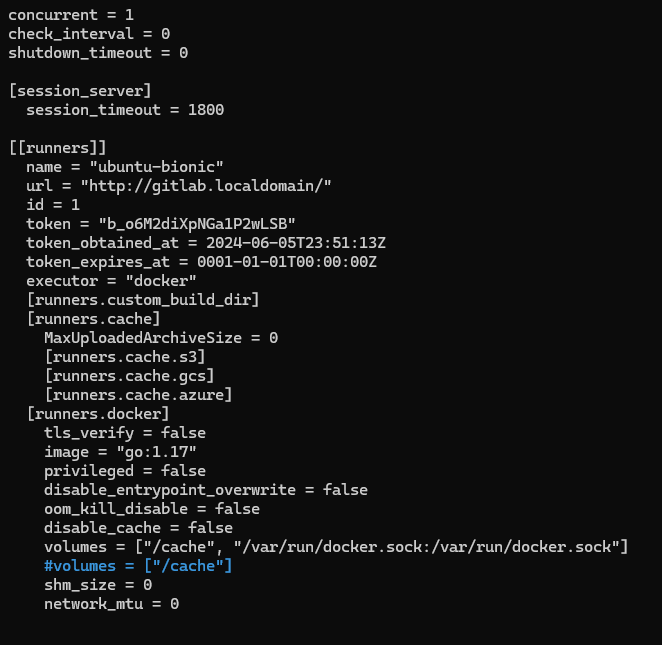 concurrent = 1
check_interval = 0
shutdown_timeout = 0

[session_server]
  session_timeout = 1800

[[runners]]
  name = "ubuntu-bionic"
  url = "http://gitlab.localdomain/"
  id = 1
  token = "b_o6M2diXpNGa1P2wLSB"
  token_obtained_at = 2024-06-05T23:51:13Z
  token_expires_at = 0001-01-01T00:00:00Z
  executor = "docker"
  [runners.custom_build_dir]
  [runners.cache]
    MaxUploadedArchiveSize = 0
    [runners.cache.s3]
    [runners.cache.gcs]
    [runners.cache.azure]
  [runners.docker]
    tls_verify = false
    image = "go:1.17"
    privileged = false
    disable_entrypoint_overwrite = false
    oom_kill_disable = false
    disable_cache = false
    volumes = ["/cache", "/var/run/docker.sock:/var/run/docker.sock"]
    #volumes = ["/cache"]
    shm_size = 0
    network_mtu = 0